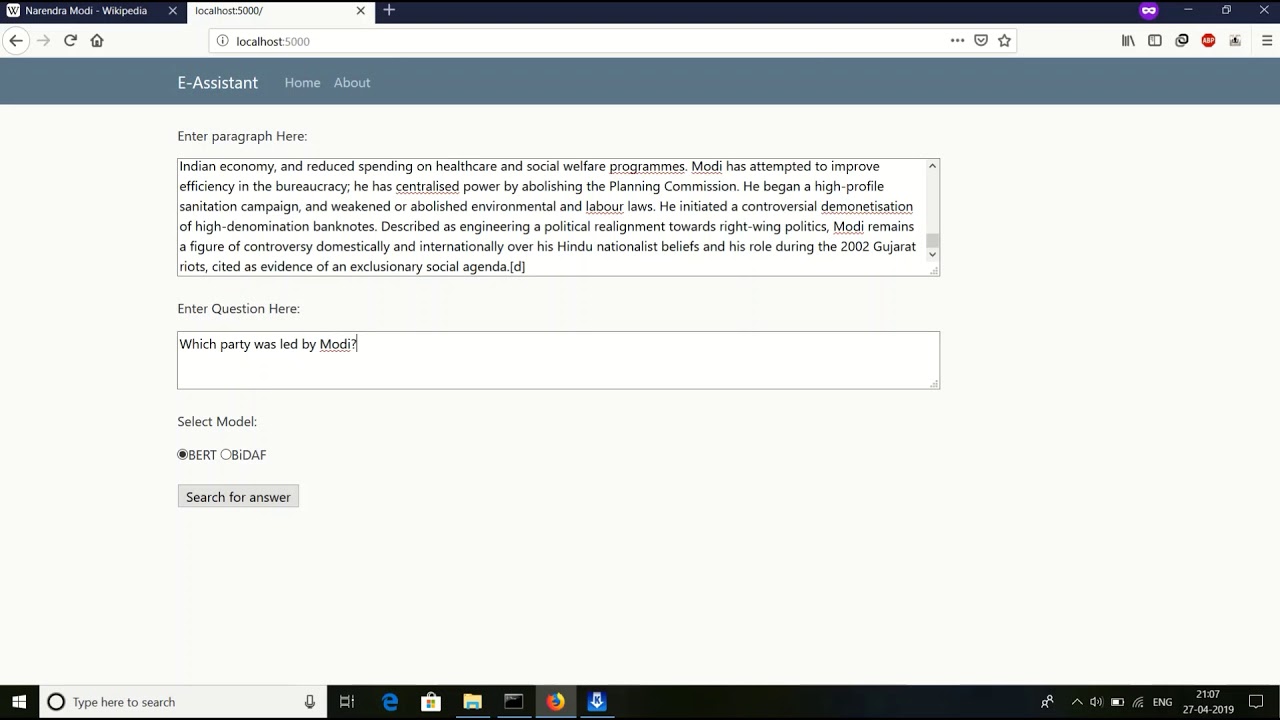 W Narendra Modi - Wikipedia
localhost:5000/
localhost:5000
ABP
E-Assistant Home About
Enter paragraph Here:
Indian economy, and reduced spending on healthcare and social welfare programmes. Modi has attempted to improve
efficiency in the bureaucracy; he has centralised power by abolishing the Planning Commission. He began a high-profile
sanitation campaign, and weakened or abolished environmental and labour laws. He initiated a controversial demonetisation
of high-denomination banknotes. Described as engineering a political realignment towards right-wing politics, Modi remains
a figure of controversy domestically and internationally over his Hindu nationalist beliefs and his role during the 2002 Gujarat
riots, cited as evidence of an exclusionary social agenda.[d]
Enter Question Here:
Which party was led by Modi?
Select Model:
BERT BiDAF
Search for answer
Type here to search
ENG
21:07
27-04-2019